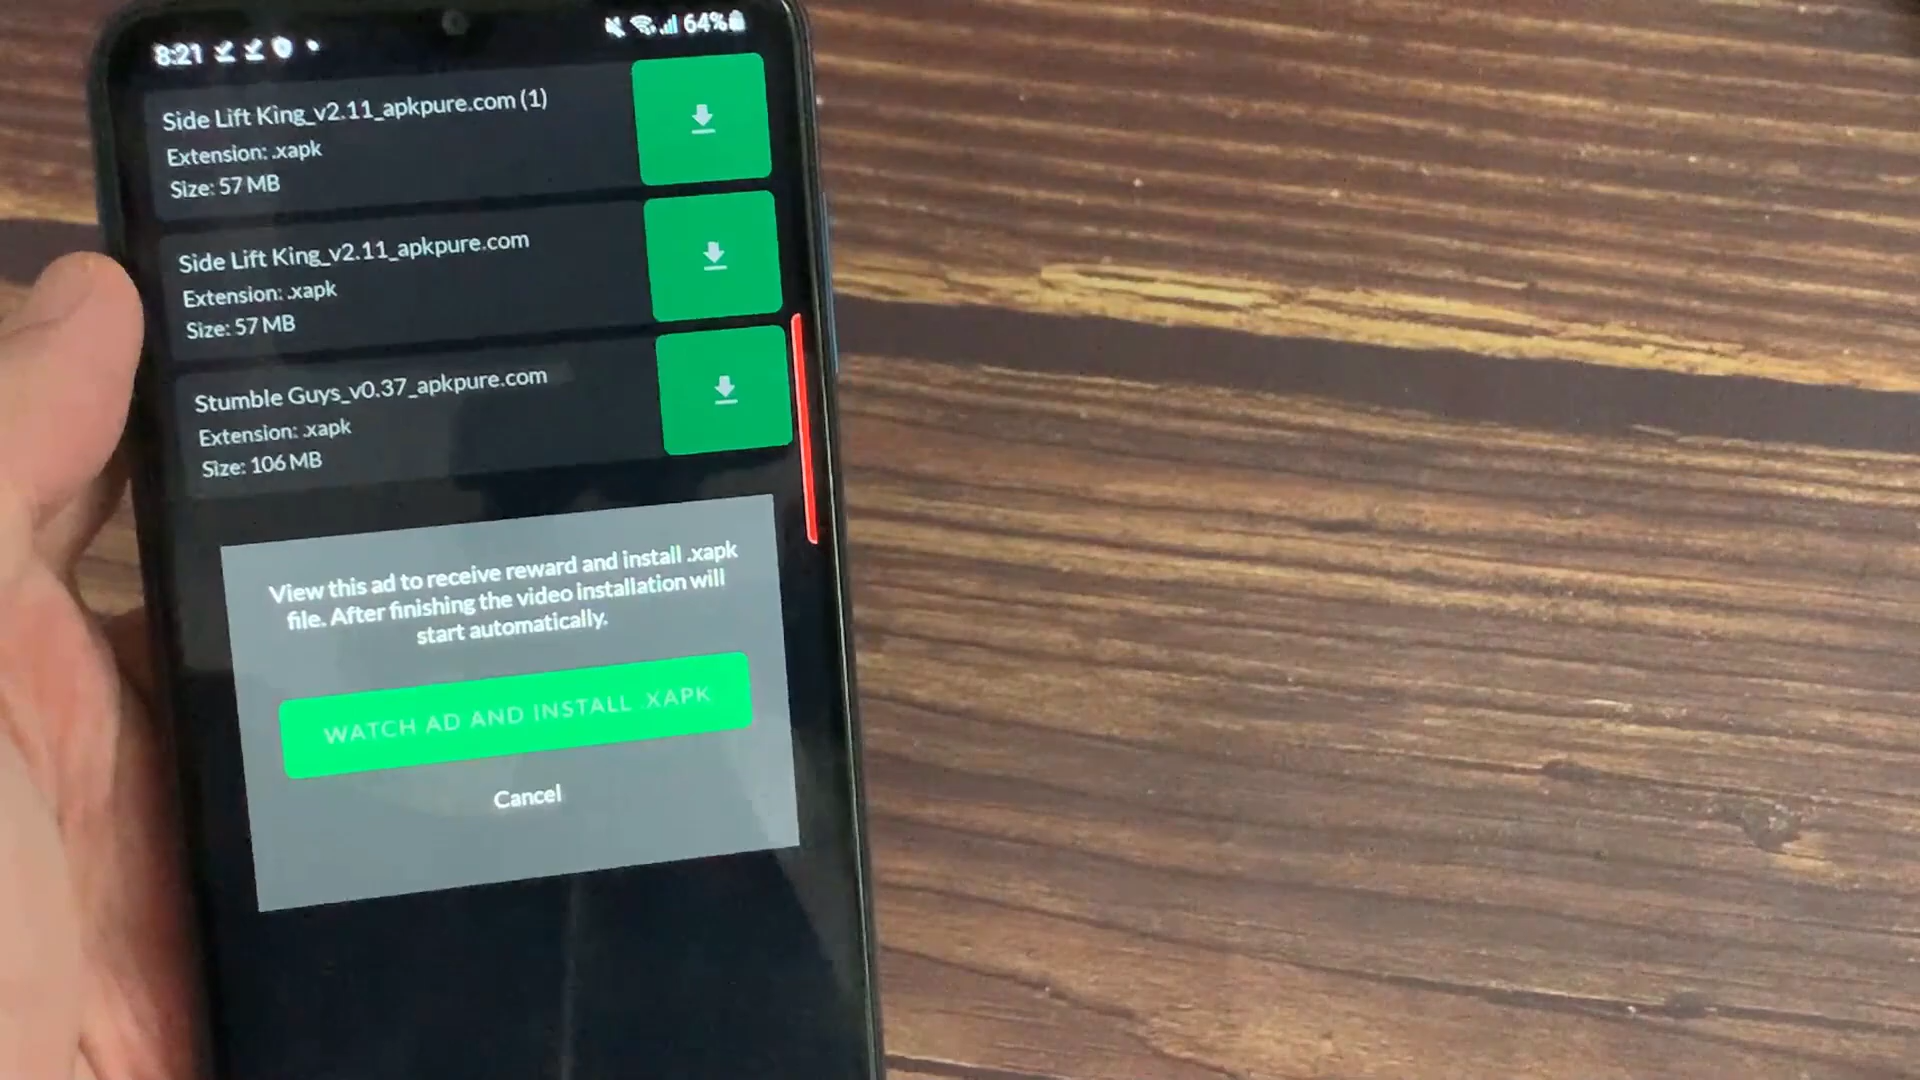 8:21
64%
Side Lift King_v2.11_apkpure.com (1)
Extension: .xapk
Size: 57 MB
Side Lift King_v2.11_apkpure.com
Extension: .xapk
Size: 57 MB
Stumble Guys_v0.37_apkpure.com
Extension: .xapk
Size: 106 MB
View this ad to receive reward and install .xapk
file. After finishing the video installation will
start automatically.
WATCH AD AND INSTALL .XAPK
Cancel